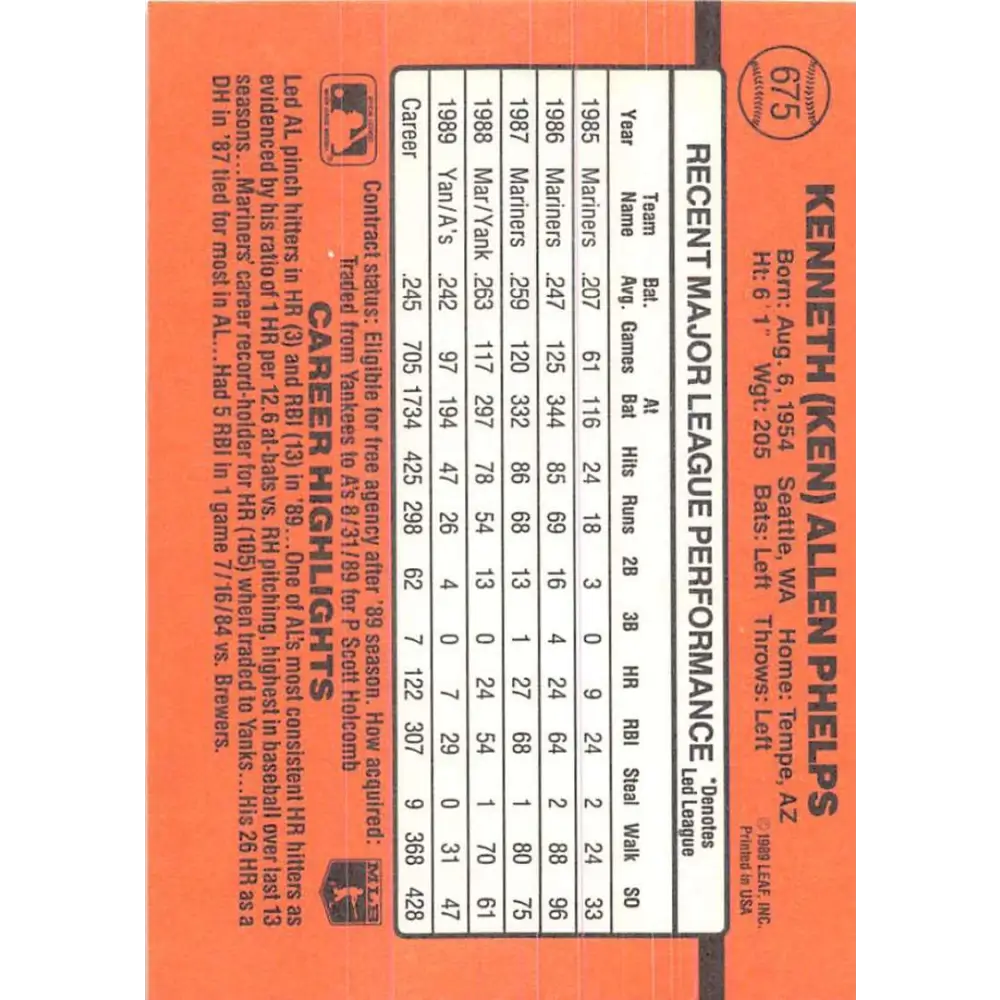 675
KENNETH (KEN) ALLEN PHELPS
Born: Aug. 6, 1954 Seattle, WA Home: Tempe, AZ
Ht: 6'1" Wgt: 205 Bats: Left Throws: Left
© 1989 LEAF, INC.
Printed in USA
RECENT MAJOR LEAGUE PERFORMANCE *Denotes Led League
Year Team Name Bat. Avg. Games At Bat Hits Runs 2B 3B HR RBI Steal Walk SO
1985 Mariners .207 61 116 24 18 3 0 9 24 2 24 33
1986 Mariners .247 125 344 85 69 16 4 24 64 2 88 96
1987 Mariners .259 120 332 86 68 13 1 27 68 1 80 75
1988 Mar/Yank .263 117 297 78 54 13 0 24 54 1 70 61
1989 Yan/A's .242 97 194 47 26 4 0 7 29 0 31 47
Career .245 705 1734 425 298 62 7 122 307 9 368 428
Contract status: Eligible for free agency after '89 season. How acquired:
Traded from Yankees to A's 8/31/89 for P Scott Holcomb
MLB
CAREER HIGHLIGHTS
Led AL pinch hitters in HR (3) and RBI (13) in '89...One of AL's most consistent HR hitters as
evidenced by his ratio of 1 HR per 12.6 at-bats vs. RH pitching, highest in baseball over last 13
seasons...Mariners' career record-holder for HR (105) when traded to Yanks...His 26 HR as a
DH in '87 tied for most in AL...Had 5 RBI in 1 game 7/16/84 vs. Brewers.